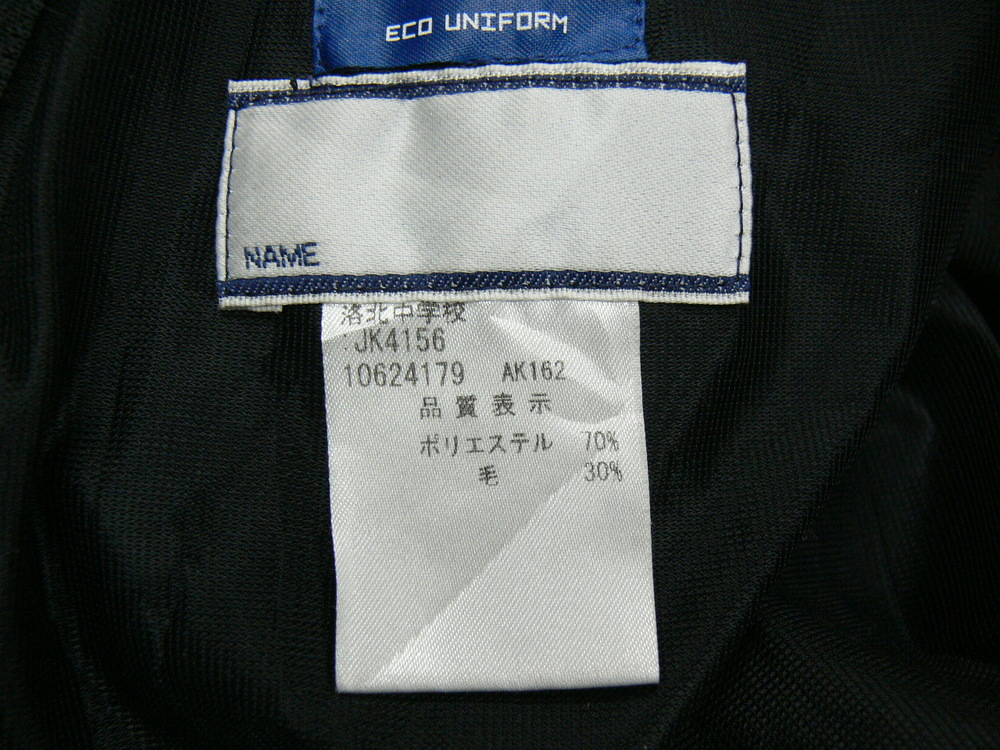 ECO UNIFORM
NAME
洛北中学校
:JK4156
10624179 AK162
品質表示
ポリエステル 70%
毛 30%